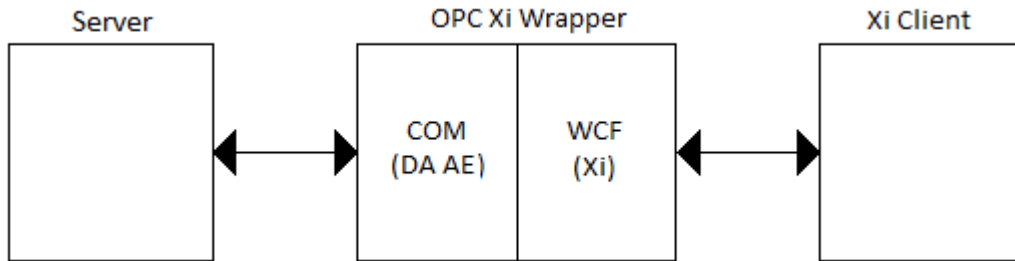 Server
OPC Xi Wrapper
Xi Client
COM
(DA AE)
WCF
(Xi)